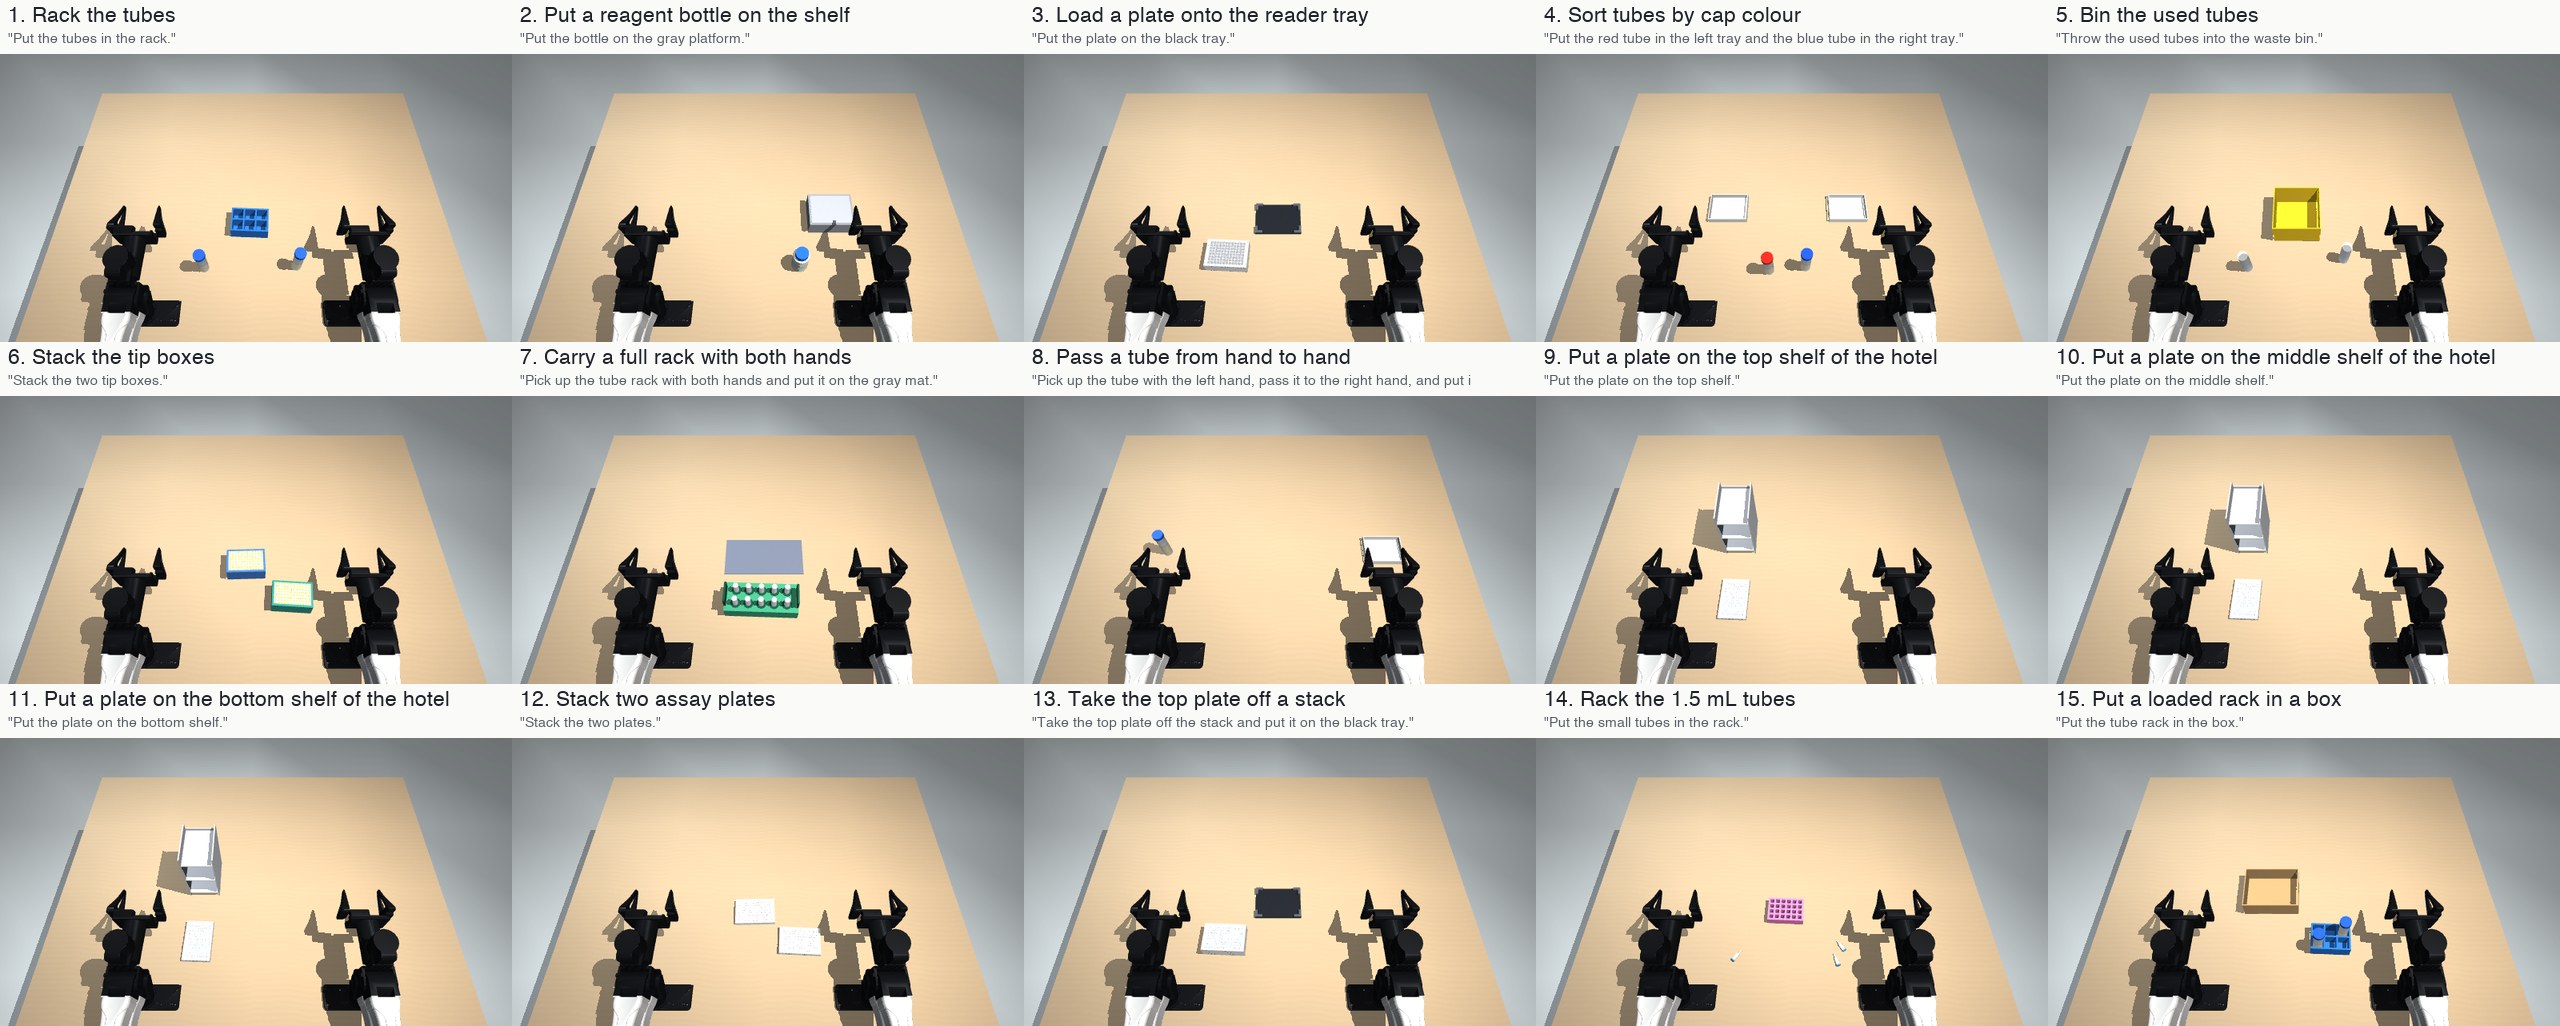 1. Rack the tubes
"Put the tubes in the rack."
2. Put a reagent bottle on the shelf
"Put the bottle on the gray platform."
3. Load a plate onto the reader tray
"Put the plate on the black tray."
4. Sort tubes by cap colour
"Put the red tube in the left tray and the blue tube in the right tray."
5. Bin the used tubes
"Throw the used tubes into the waste bin."
6. Stack the tip boxes
"Stack the two tip boxes."
7. Carry a full rack with both hands
"Pick up the tube rack with both hands and put it on the gray mat."
8. Pass a tube from hand to hand
"Pick up the tube with the left hand, pass it to the right hand, and put i
9. Put a plate on the top shelf of the hotel
"Put the plate on the top shelf."
10. Put a plate on the middle shelf of the hotel
"Put the plate on the middle shelf."
11. Put a plate on the bottom shelf of the hotel
"Put the plate on the bottom shelf."
12. Stack two assay plates
"Stack the two plates."
13. Take the top plate off a stack
"Take the top plate off the stack and put it on the black tray."
14. Rack the 1.5 mL tubes
"Put the small tubes in the rack."
15. Put a loaded rack in a box
"Put the tube rack in the box."